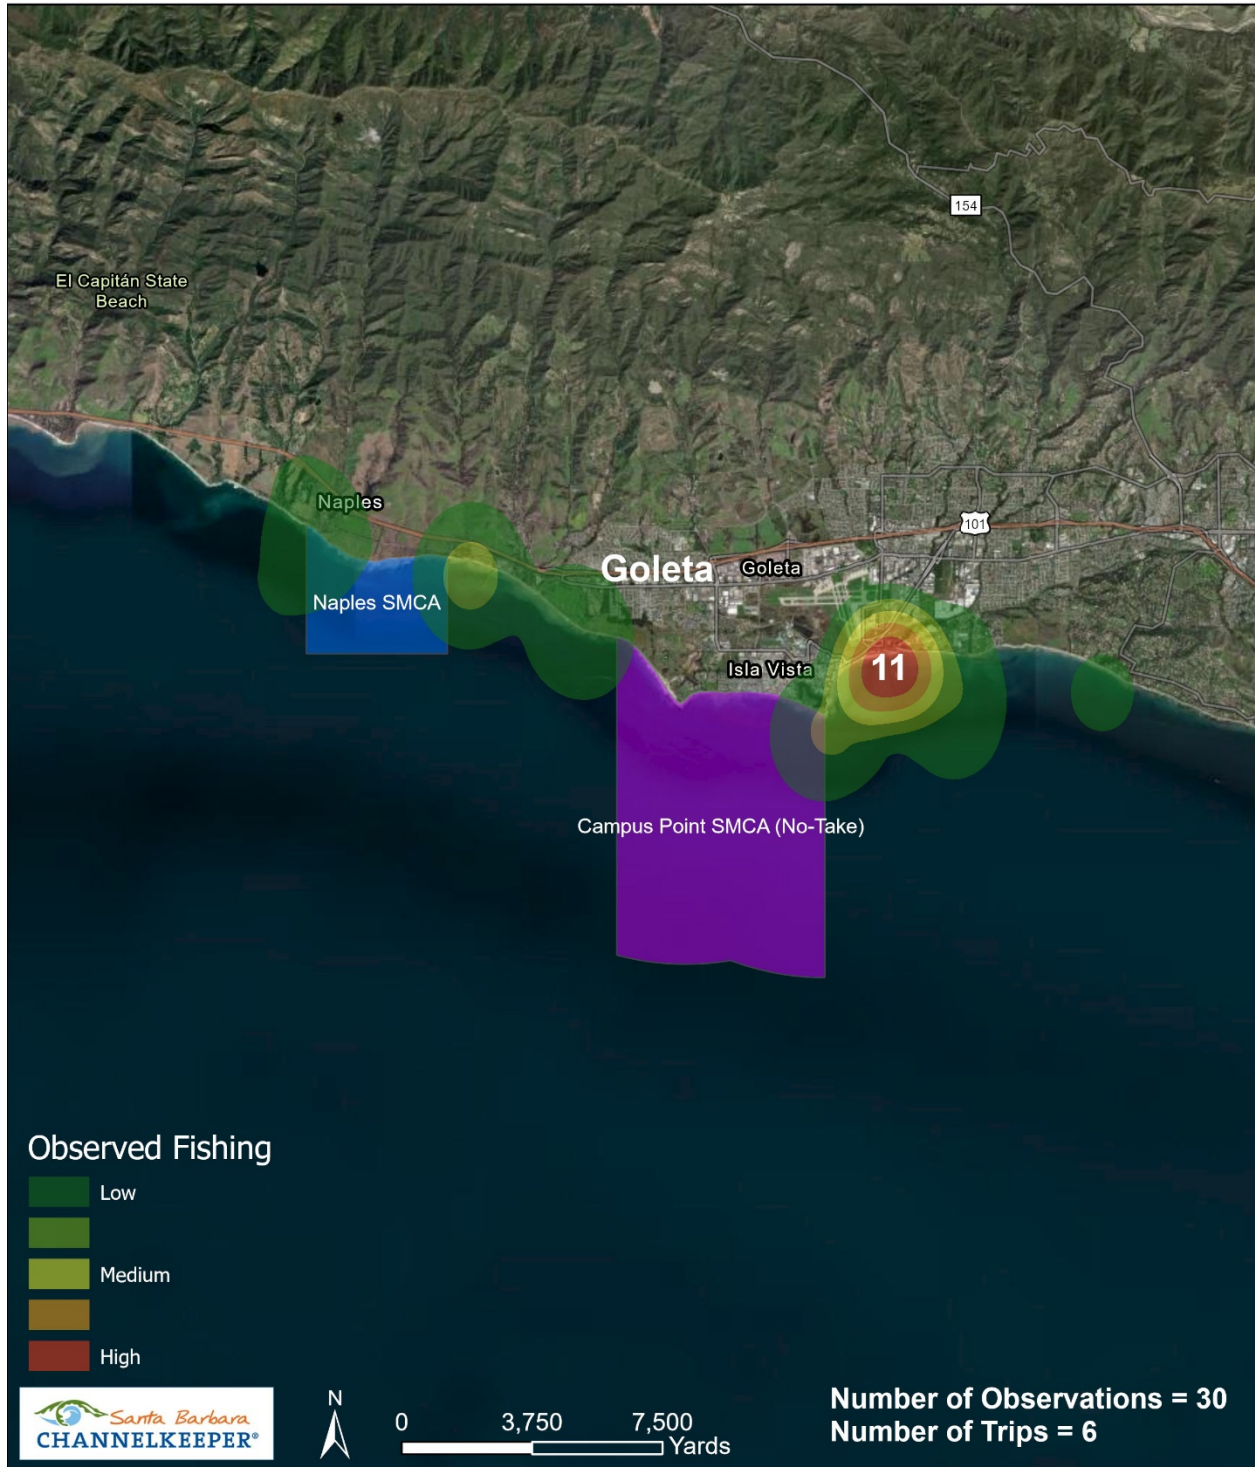 154
El Capitán State
Beach
Naples
101
Goleta
Goleta
Naples SMCA
Isla Vista
11
Campus Point SMCA (No-Take)
Observed Fishing
Low
Medium
High
Santa Barbara
CHANNELKEEPER®
N
0 3,750 7,500
Yards
Number of Observations = 30
Number of Trips = 6